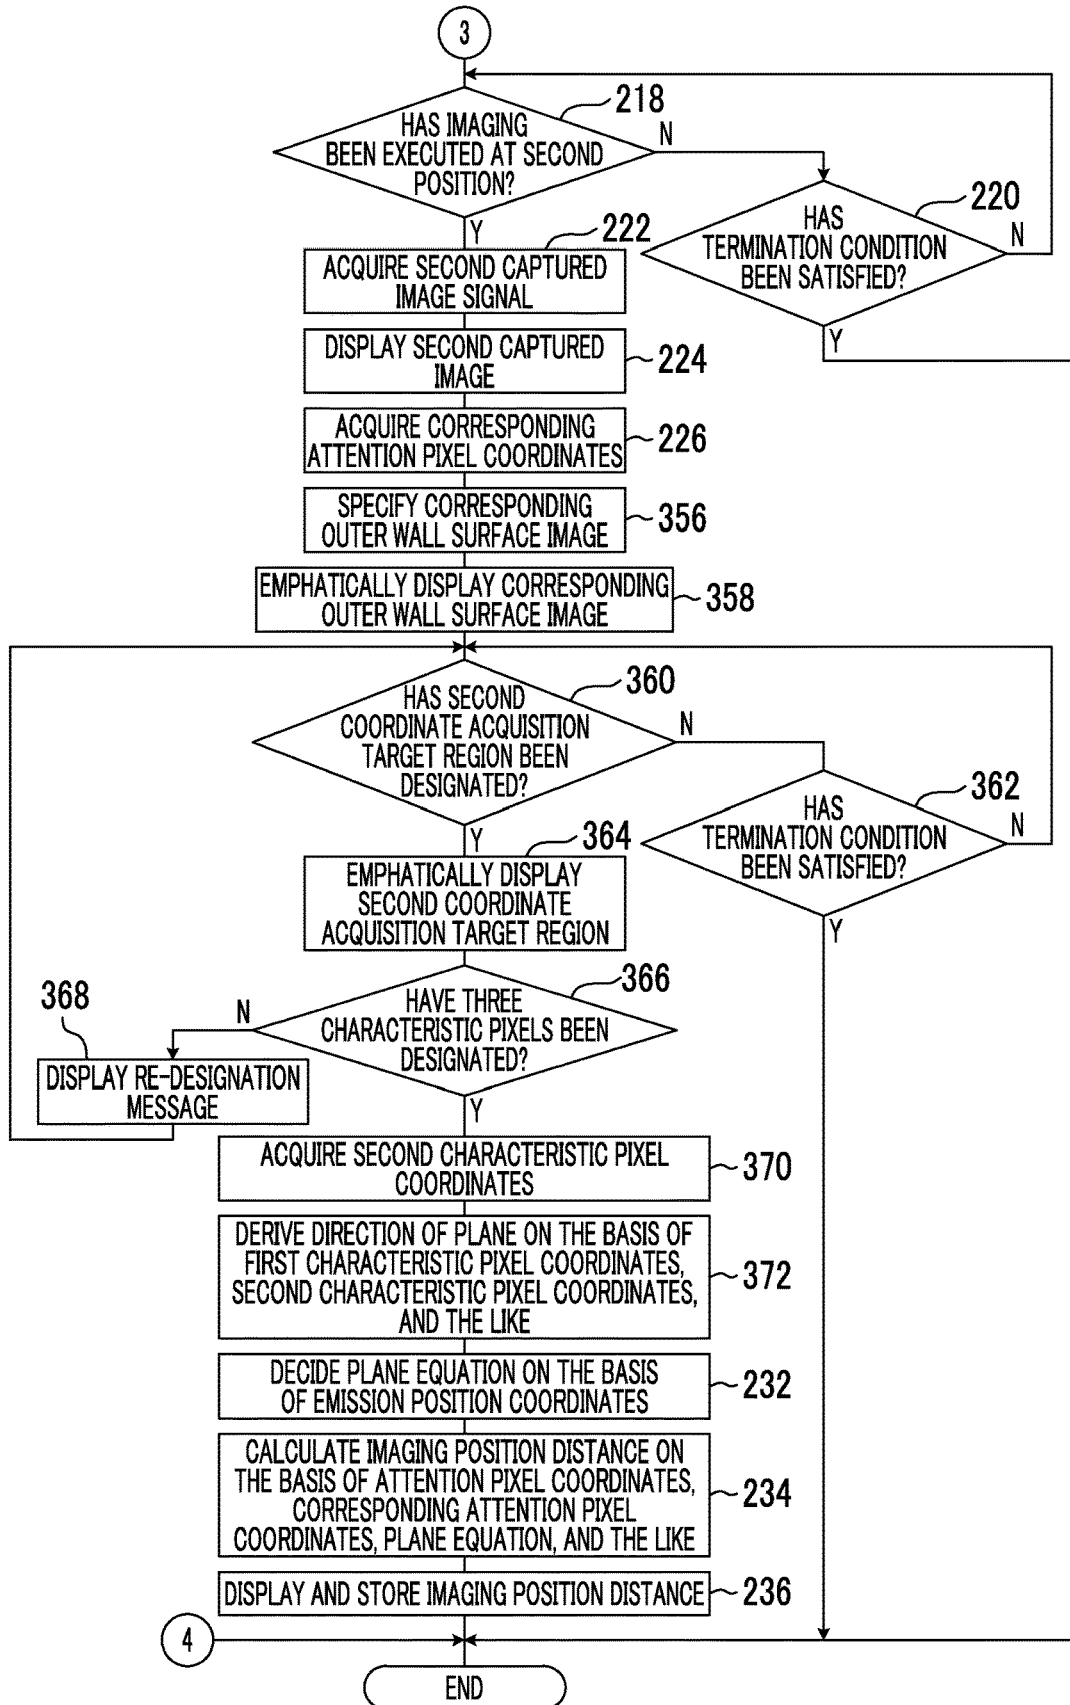 3
218
HAS IMAGING
BEEN EXECUTED AT SECOND
POSITION?
N
Y
220
HAS
TERMINATION CONDITION
BEEN SATISFIED?
N
Y
222
ACQUIRE SECOND CAPTURED
IMAGE SIGNAL
DISPLAY SECOND CAPTURED
IMAGE
224
ACQUIRE CORRESPONDING
ATTENTION PIXEL COORDINATES
226
SPECIFY CORRESPONDING
OUTER WALL SURFACE IMAGE
356
EMPHATICALLY DISPLAY CORRESPONDING
OUTER WALL SURFACE IMAGE
358
360
HAS SECOND
COORDINATE ACQUISITION
TARGET REGION BEEN
DESIGNATED?
N
Y
362
HAS
TERMINATION CONDITION
BEEN SATISFIED?
N
Y
364
EMPHATICALLY DISPLAY
SECOND COORDINATE
ACQUISITION TARGET REGION
366
HAVE THREE
CHARACTERISTIC PIXELS BEEN
DESIGNATED?
N
Y
368
DISPLAY RE-DESIGNATION
MESSAGE
ACQUIRE SECOND CHARACTERISTIC PIXEL
COORDINATES
370
DERIVE DIRECTION OF PLANE ON THE BASIS OF
FIRST CHARACTERISTIC PIXEL COORDINATES,
SECOND CHARACTERISTIC PIXEL COORDINATES,
AND THE LIKE
372
DECIDE PLANE EQUATION ON THE BASIS
OF EMISSION POSITION COORDINATES
232
CALCULATE IMAGING POSITION DISTANCE ON
THE BASIS OF ATTENTION PIXEL COORDINATES,
CORRESPONDING ATTENTION PIXEL
COORDINATES, PLANE EQUATION, AND THE LIKE
234
DISPLAY AND STORE IMAGING POSITION DISTANCE
236
4
END